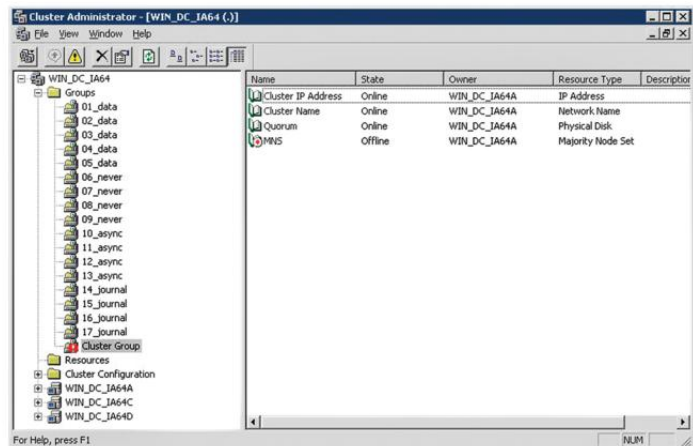 Cluster Administrator - [WIN_DC_IA64 (.)]
File View Window Help
WIN_DC_IA64
Groups
01_data
02_data
03_data
04_data
05_data
06_never
07_never
08_never
09_never
10_async
11_async
12_async
13_async
14_journal
15_journal
16_journal
17_journal
Cluster Group
Resources
Cluster Configuration
WIN_DC_IA64A
WIN_DC_IA64C
WIN_DC_IA64D
Name State Owner Resource Type Description
Cluster IP Address Online WIN_DC_IA64A IP Address
Cluster Name Online WIN_DC_IA64A Network Name
Quorum Online WIN_DC_IA64A Physical Disk
MNS Offline WIN_DC_IA64A Majority Node Set
For Help, press F1 NUM